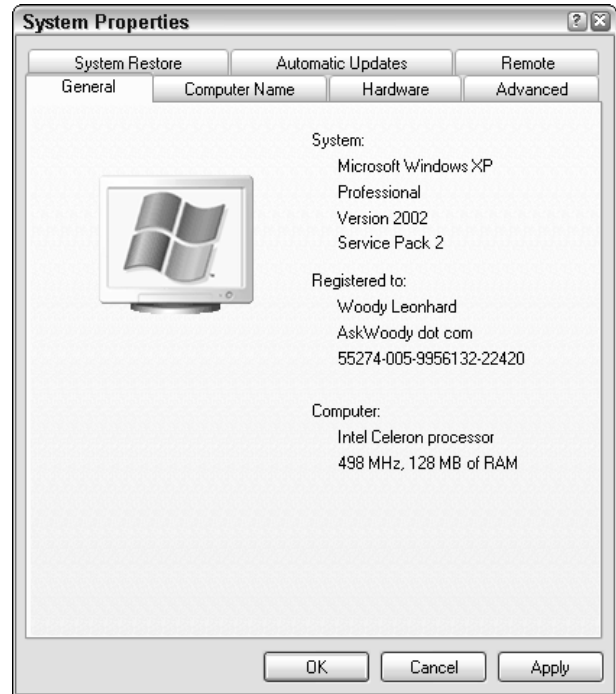 System Properties
System Restore
Automatic Updates
Remote
General
Computer Name
Hardware
Advanced
System:
Microsoft Windows XP
Professional
Version 2002
Service Pack 2
Registered to:
Woody Leonhard
AskWoody dot com
55274-005-9956132-22420
Computer:
Intel Celeron processor
498 MHz, 128 MB of RAM
OK
Cancel
Apply